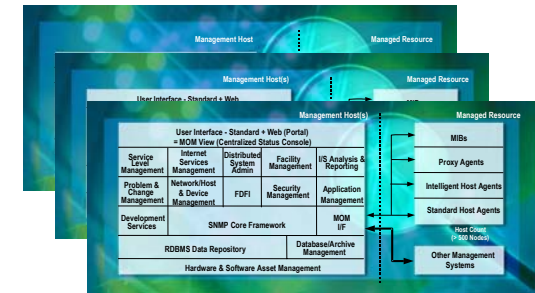 Management Host
Managed Resource
Management Host(s)
Managed Resource
User Interface - Standard + Web
Management Host(s)
Managed Resource
User Interface - Standard + Web (Portal)
= MOM View (Centralized Status Console)
Service
Level
Management
Internet
Services
Management
Distributed
System
Admin
Facility
Management
I/S Analysis &
Reporting
Problem &
Change
Management
Network/Host
& Device
Management
FDFI
Security
Management
Application
Management
Development
Services
SNMP Core Framework
MOM
I/F
RDBMS Data Repository
Database/Archive
Management
Hardware & Software Asset Management
MIBs
Proxy Agents
Intelligent Host Agents
Standard Host Agents
Host Count
(> 500 Nodes)
Other Management
Systems